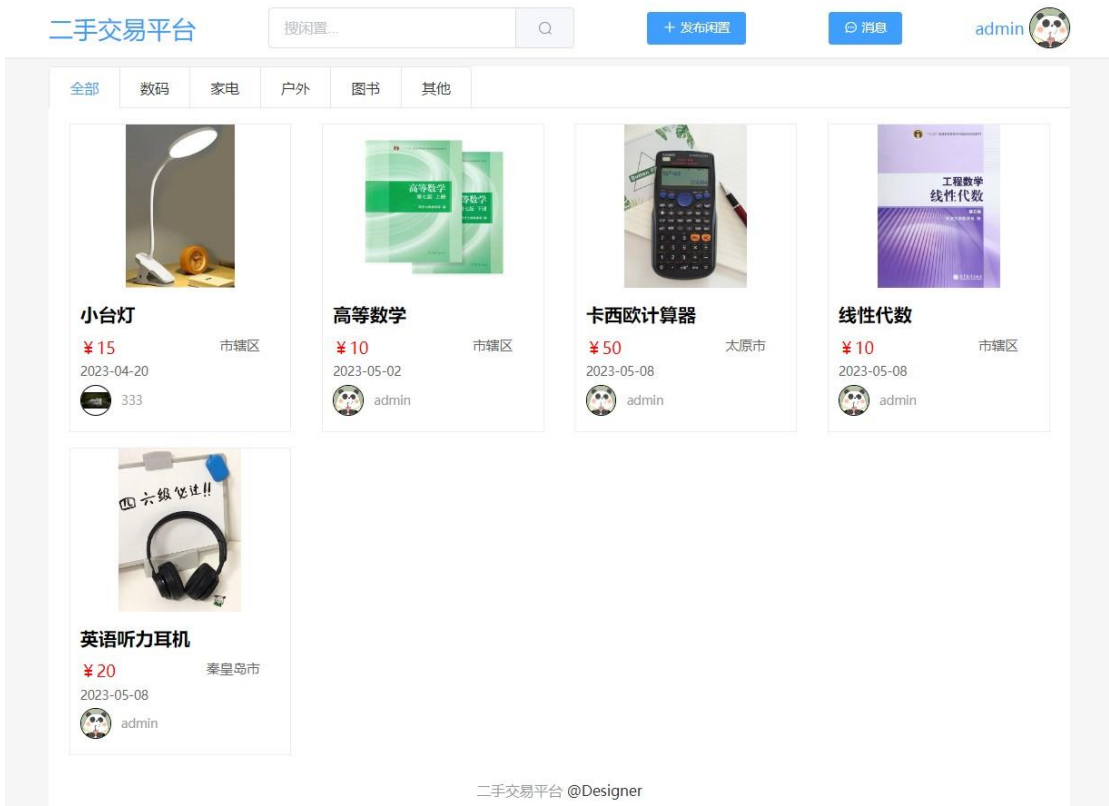 二手交易平台
搜闲置...
+ 发布闲置
消息
admin
全部
数码
家电
户外
图书
其他
小台灯
¥15
市辖区
2023-04-20
333
高等数学
第七版 上册
高等数学
¥10
市辖区
2023-05-02
admin
卡西欧计算器
¥50
太原市
2023-05-08
admin
工程数学
线性代数
线性代数
¥10
市辖区
2023-05-08
admin
四六级必过!!
英语听力耳机
¥20
秦皇岛市
2023-05-08
admin
二手交易平台 @Designer